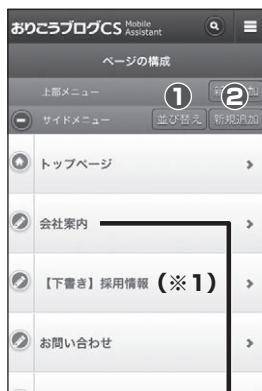 おりこうブログCS Mobile Assistant
ページの構成
上部メニュー
① ②
サイドメニュー 並び替え 新規追加
トップページ
会社案内
【下書き】採用情報(※1)
お問い合わせ